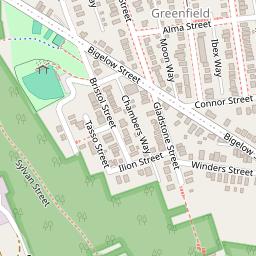 Greenfield
Alma Street
Bigelow Street
Moon Way
Ibex Way
Bristol Street
Chambers Way
Gladstone Street
Connor Street
Tasso Street
Bigelow S
Ilion Street
Winders Street
Sylvan Street